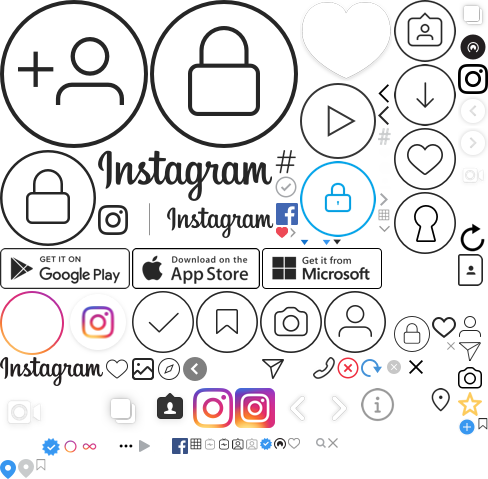 Instagram
#
#
Instagram
GET IT ON
Google Play
Download on the
App Store
Get it from
Microsoft
Instagram